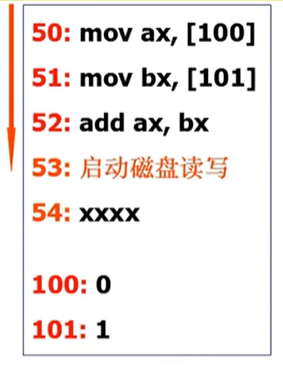 50: mov ax, [100]
51: mov bx, [101]
52: add ax, bx
53: 启动磁盘读写
54: xxxx
100: 0
101: 1